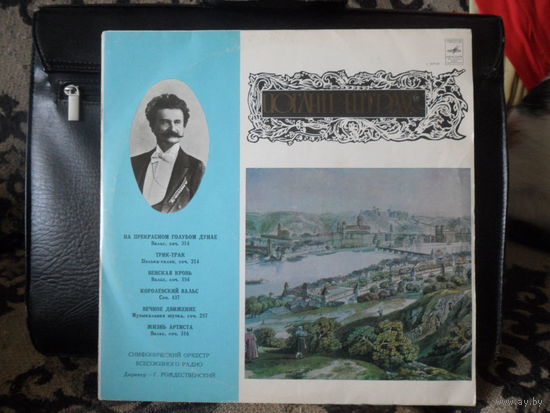 ИОГАНН ШТРАУС
НА ПРЕКРАСНОМ ГОЛУБОМ ДУНАЕ
Вальс, соч. 314
ТРИК-ТРАК
Полька-галоп, соч. 214
ВЕНСКАЯ КРОВЬ
Вальс, соч. 354
КОРОЛЕВСКИЙ ВАЛЬС
Соч. 437
ВЕЧНОЕ ДВИЖЕНИЕ
Музыкальная шутка, соч. 257
ЖИЗНЬ АРТИСТА
Вальс, соч. 316
СИМФОНИЧЕСКИЙ ОРКЕСТР
ВСЕСОЮЗНОГО РАДИО
Дирижер – Г. РОЖДЕСТВЕНСКИЙ
ay.by